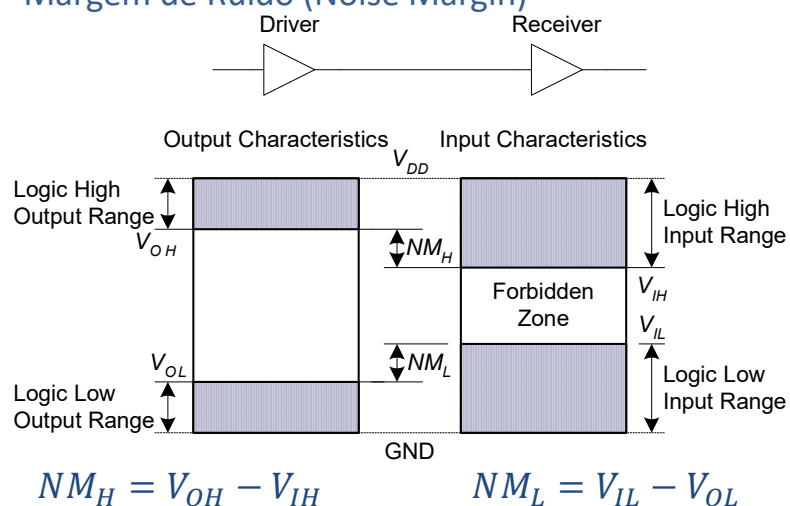 Margem de Ruído (Noise Margin)
Driver
Receiver
Output Characteristics
Input Characteristics
V_DD
Logic High
Output Range
V_OH
NM_H
Logic High
Input Range
V_IH
Forbidden
Zone
V_IL
V_OL
NM_L
Logic Low
Output Range
Logic Low
Input Range
GND
NM_H = V_OH − V_IH
NM_L = V_IL − V_OL